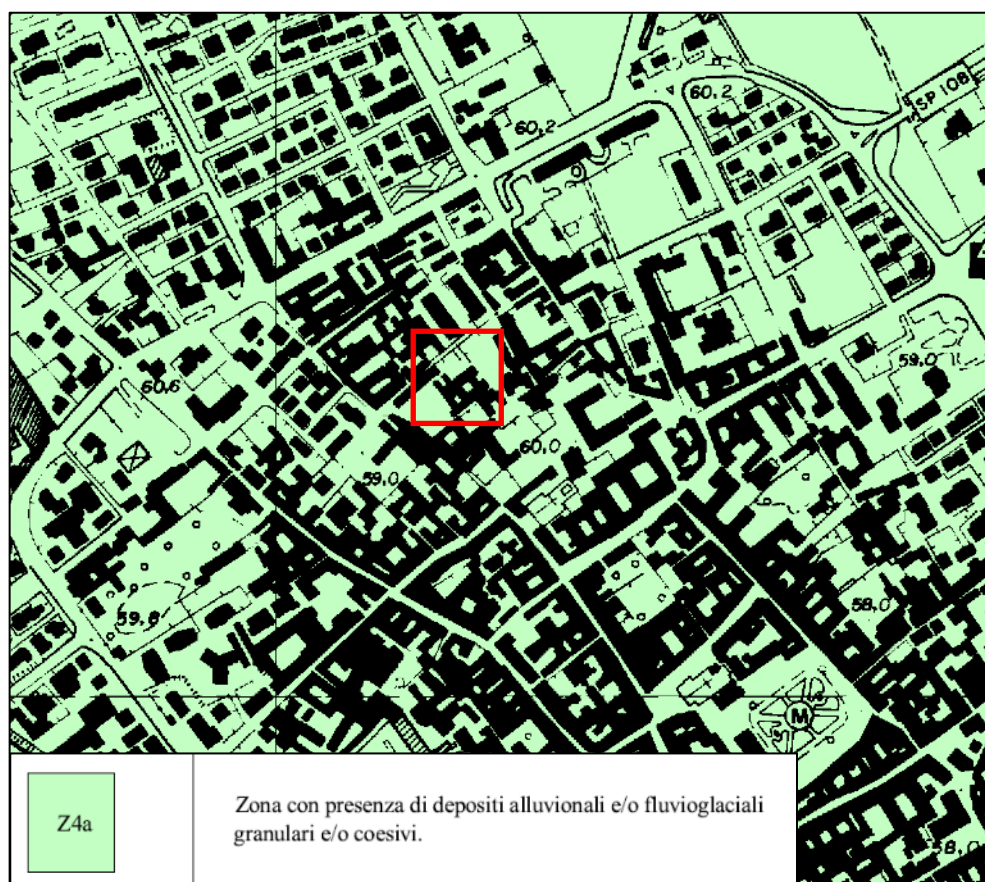 60,2
60,2
SP 108
60,6
59,0
59,0
60,0
59,8
58,0
M
58,0
Z4a
Zona con presenza di depositi alluvionali e/o fluvioglaciali
granulari e/o coesivi.